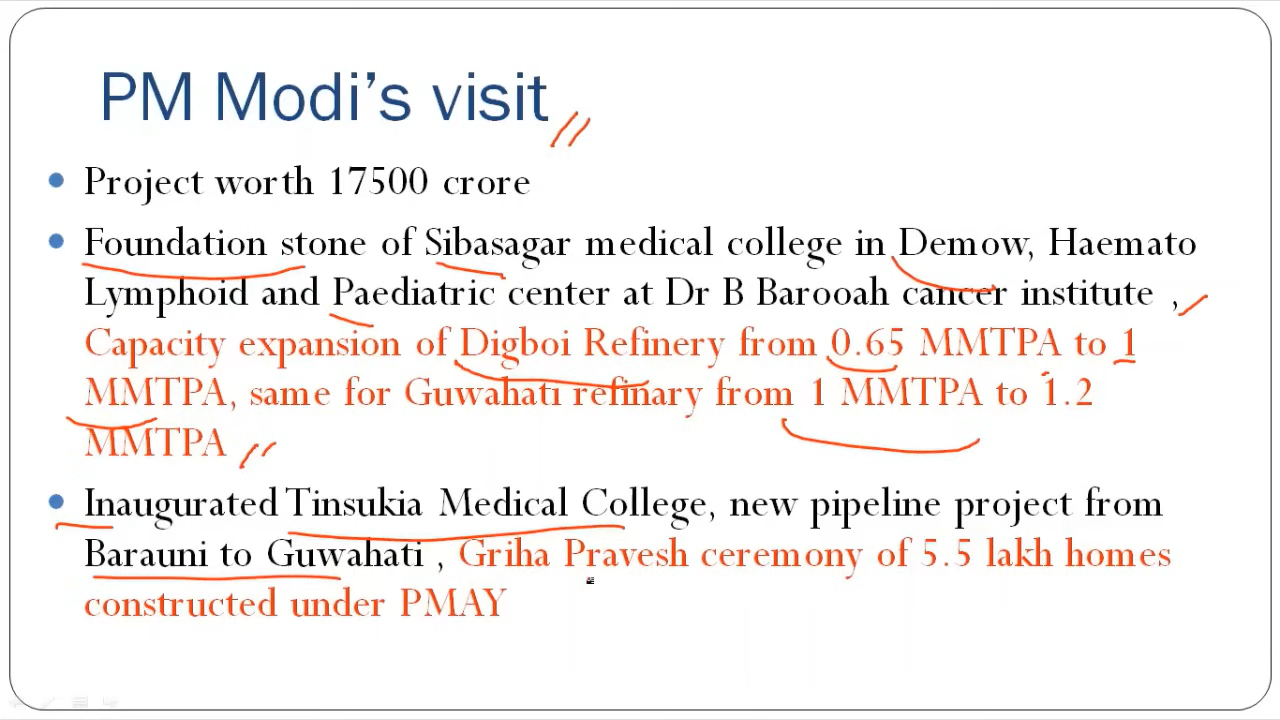 PM Modi's visit
Project worth 17500 crore
Foundation stone of Sibasagar medical college in Demow, Haemato
Lymphoid and Paediatric center at Dr B Barooah cancer institute ,
Capacity expansion of Digboi Refinery from 0.65 MMTPA to 1
MMTPA, same for Guwahati refinary from 1 MMTPA to 1.2
MMTPA
Inaugurated Tinsukia Medical College, new pipeline project from
Barauni to Guwahati , Griha Pravesh ceremony of 5.5 lakh homes
constructed under PMAY